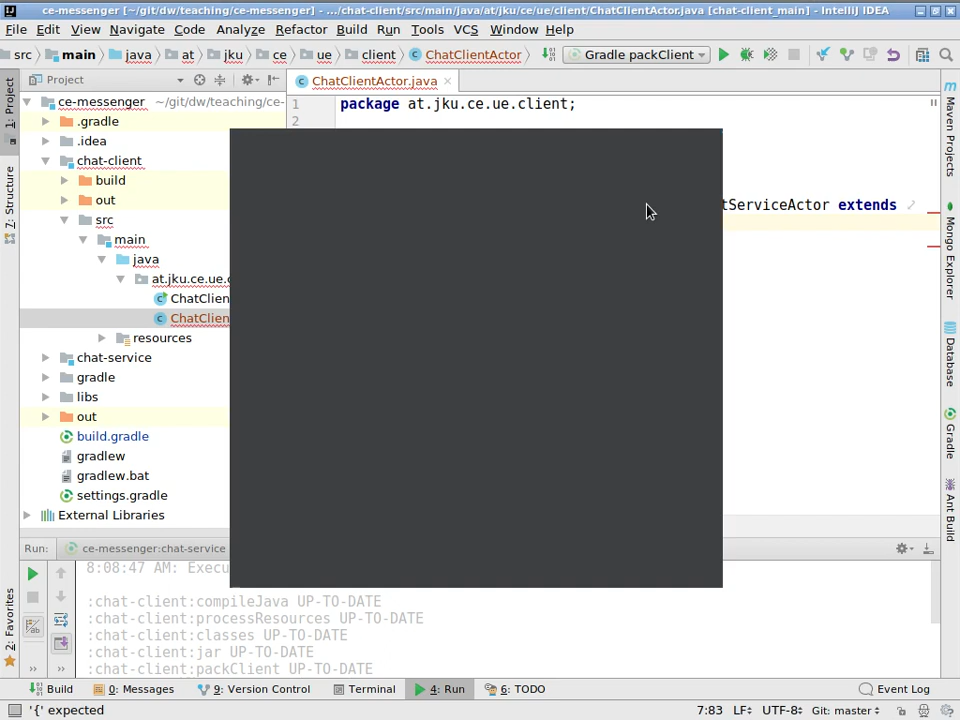 ce-messenger [~/git/dw/teaching/ce-messenger] - .../chat-client/src/main/java/at/jku/ce/ue/client/ChatClientActor.java [chat-client_main] - IntelliJ IDEA
File Edit View Navigate Code Analyze Refactor Build Run Tools VCS Window Help
src main java at jku ce ue client ChatClientActor Gradle packClient
1: Project
7: Structure
2: Favorites
Project
ce-messenger ~/git/dw/teaching/ce-
.gradle
.idea
chat-client
build
out
src
main
java
at.jku.ce.ue.c
ChatClien
ChatClien
resources
chat-service
gradle
libs
out
build.gradle
gradlew
gradlew.bat
settings.gradle
External Libraries
ChatClientActor.java
1 package at.jku.ce.ue.client;
2
tServiceActor extends
Maven Projects
Mongo Explorer
Database
Gradle
Ant Build
Run: ce-messenger:chat-service
8:08:47 AM: Execu
:chat-client:compileJava UP-TO-DATE
:chat-client:processResources UP-TO-DATE
:chat-client:classes UP-TO-DATE
:chat-client:jar UP-TO-DATE
:chat-client:packClient UP-TO-DATE
Build 0: Messages 9: Version Control Terminal 4: Run 6: TODO Event Log
'{' expected 7:83 LF÷ UTF-8÷ Git: master÷